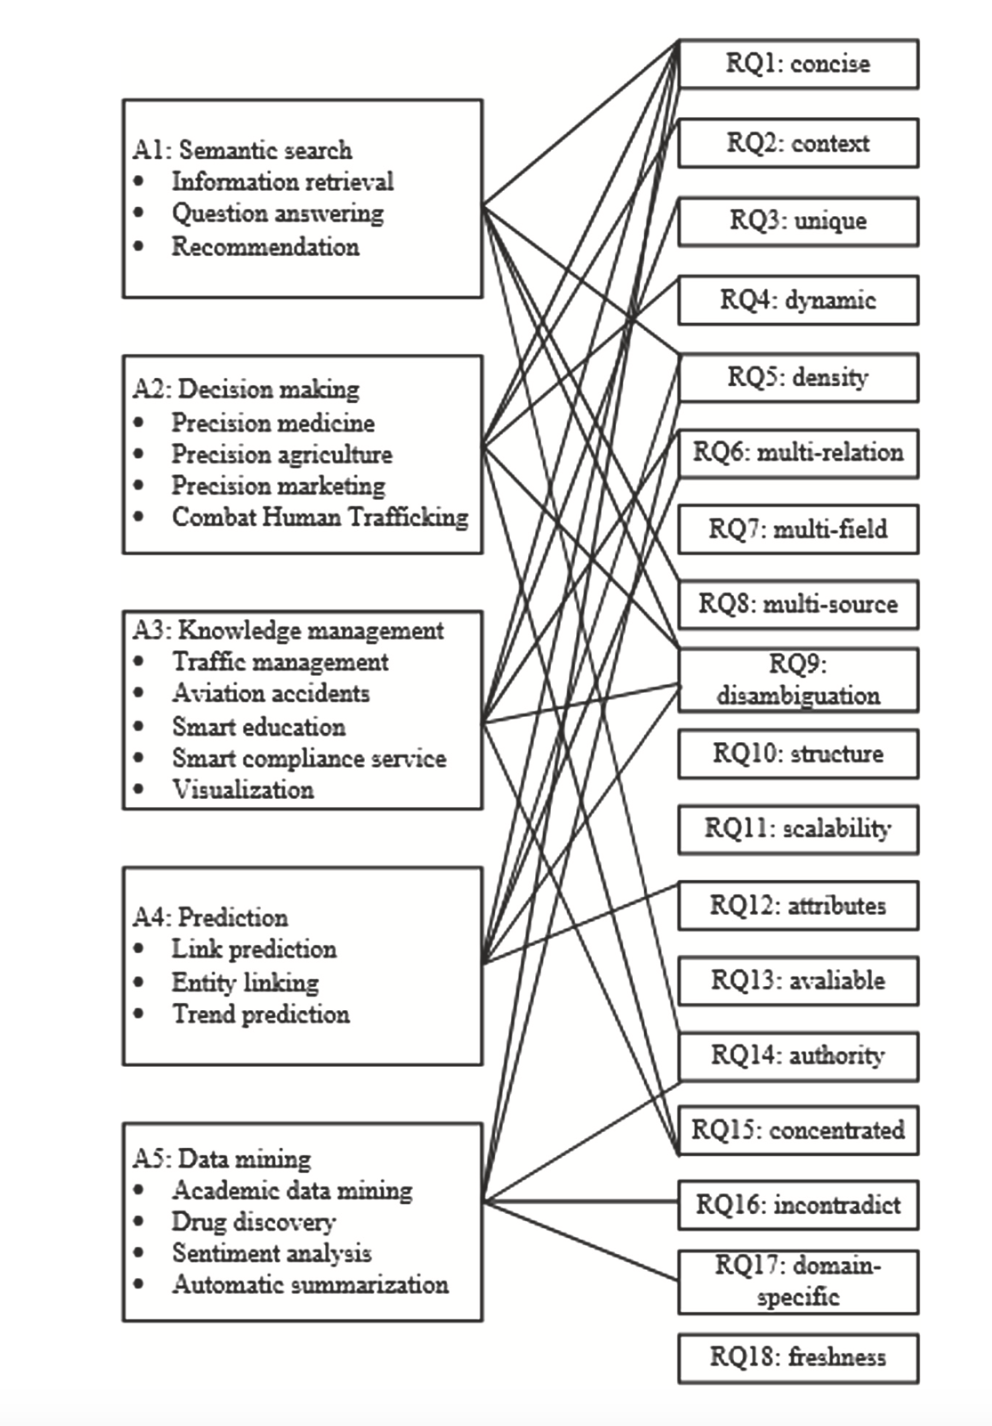 A1: Semantic search
• Information retrieval
• Question answering
• Recommendation
A2: Decision making
• Precision medicine
• Precision agriculture
• Precision marketing
• Combat Human Trafficking
A3: Knowledge management
• Traffic management
• Aviation accidents
• Smart education
• Smart compliance service
• Visualization
A4: Prediction
• Link prediction
• Entity linking
• Trend prediction
A5: Data mining
• Academic data mining
• Drug discovery
• Sentiment analysis
• Automatic summarization
RQ1: concise
RQ2: context
RQ3: unique
RQ4: dynamic
RQ5: density
RQ6: multi-relation
RQ7: multi-field
RQ8: multi-source
RQ9:
disambiguation
RQ10: structure
RQ11: scalability
RQ12: attributes
RQ13: avaliable
RQ14: authority
RQ15: concentrated
RQ16: incontradict
RQ17: domain-
specific
RQ18: freshness